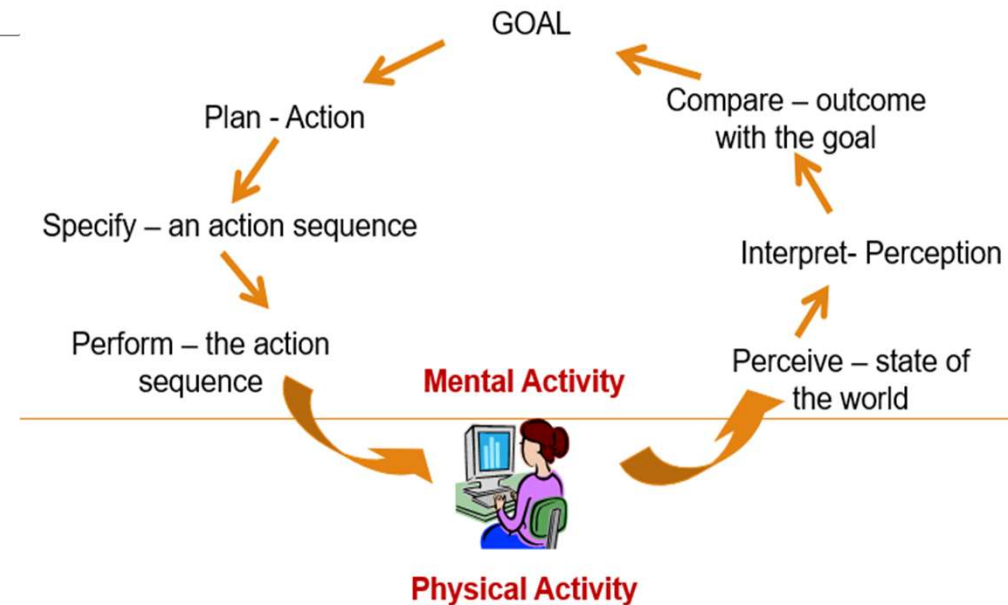 GOAL
Plan - Action
Specify – an action sequence
Perform – the action
sequence
Mental Activity
Physical Activity
Perceive – state of
the world
Interpret- Perception
Compare – outcome
with the goal